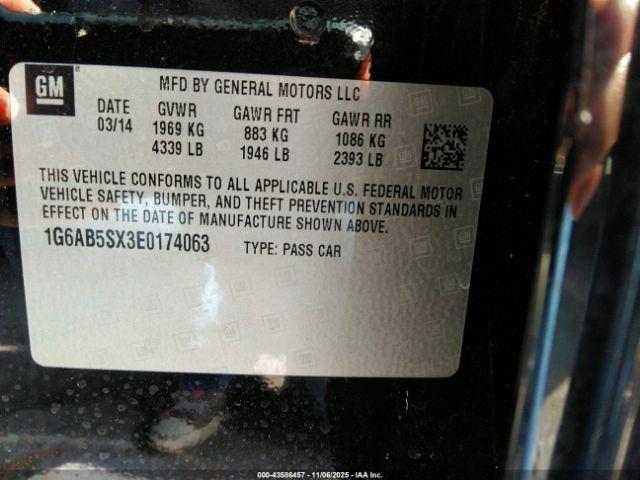 GM
MFD BY GENERAL MOTORS LLC
DATE GVWR GAWR FRT GAWR RR
03/14 1969 KG 883 KG 1086 KG
4339 LB 1946 LB 2393 LB
THIS VEHICLE CONFORMS TO ALL APPLICABLE U.S. FEDERAL MOTOR
VEHICLE SAFETY, BUMPER, AND THEFT PREVENTION STANDARDS IN
EFFECT ON THE DATE OF MANUFACTURE SHOWN ABOVE.
1G6AB5SX3E0174063 TYPE: PASS CAR
000-43586457 - 11/06/2025 - IAA Inc.